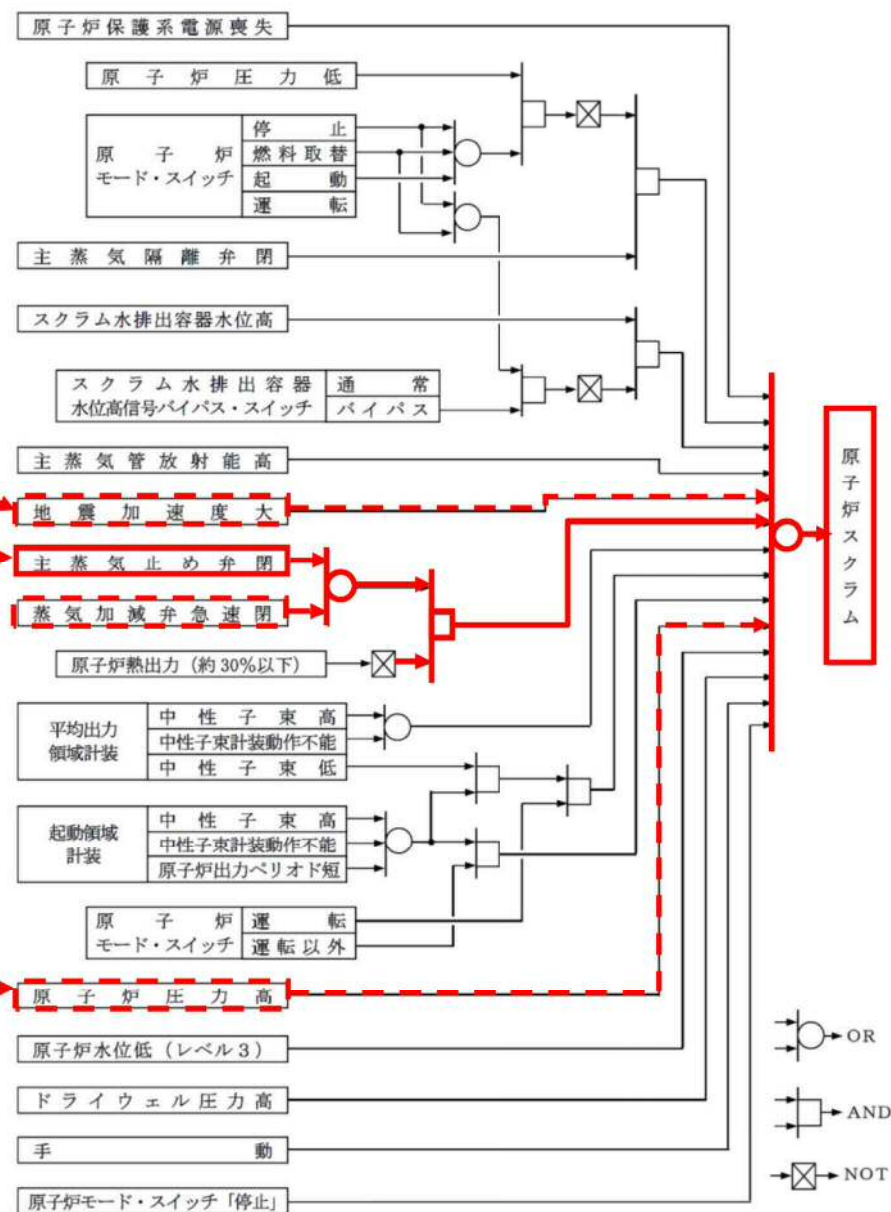 原子炉保護系電源喪失
原子炉圧力低
原子炉
モード・スイッチ
停止
燃料取替
起動
運転
主蒸気隔離弁閉
スクラム水排出容器水位高
スクラム水排出容器
水位高信号バイパス・スイッチ
通常
バイパス
主蒸気管放射能高
地震加速度大
主蒸気止め弁閉
蒸気加減弁急速閉
原子炉熱出力（約30%以下）
平均出力
領域計装
中性子束高
中性子束計装動作不能
中性子束低
起動領域
計装
中性子束高
中性子束計装動作不能
原子炉出力ペリオド短
原子炉
モード・スイッチ
運転
運転以外
原子炉圧力高
原子炉水位低（レベル3）
ドライウェル圧力高
手動
原子炉モード・スイッチ「停止」
原子炉スクラム
OR
AND
NOT